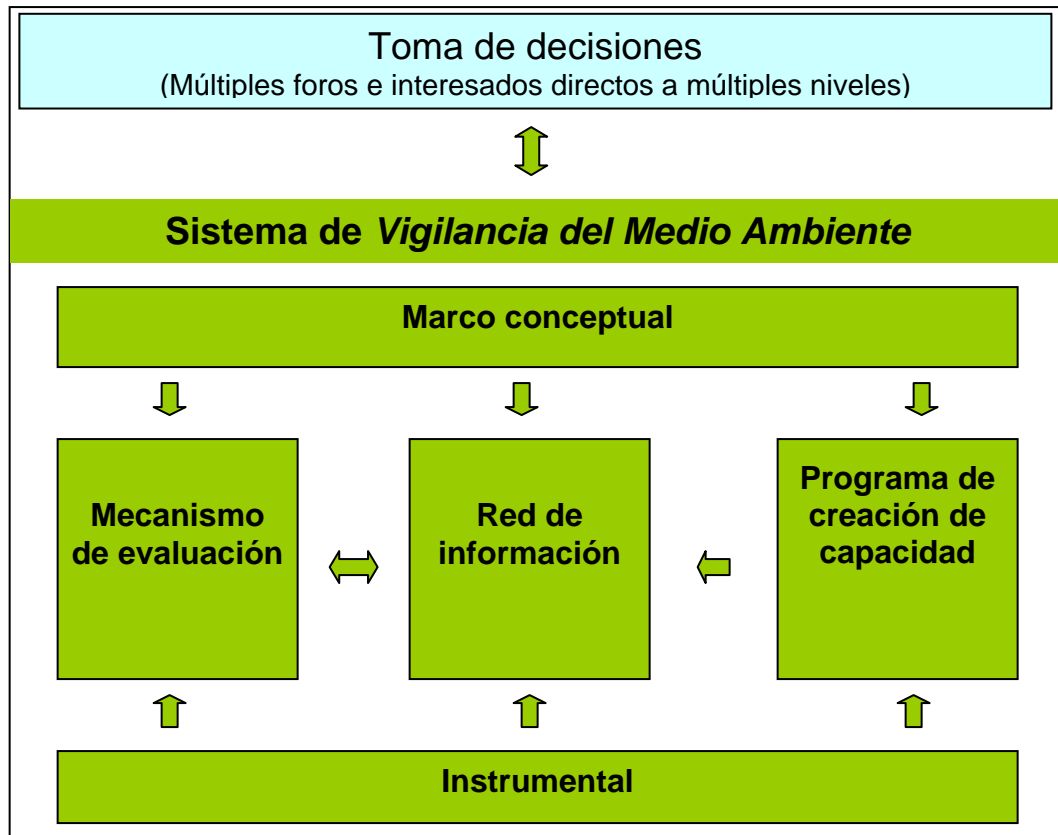 Toma de decisiones
(Múltiples foros e interesados directos a múltiples niveles)
Sistema de Vigilancia del Medio Ambiente
Marco conceptual
Mecanismo
de evaluación
Red de
información
Programa de
creación de
capacidad
Instrumental